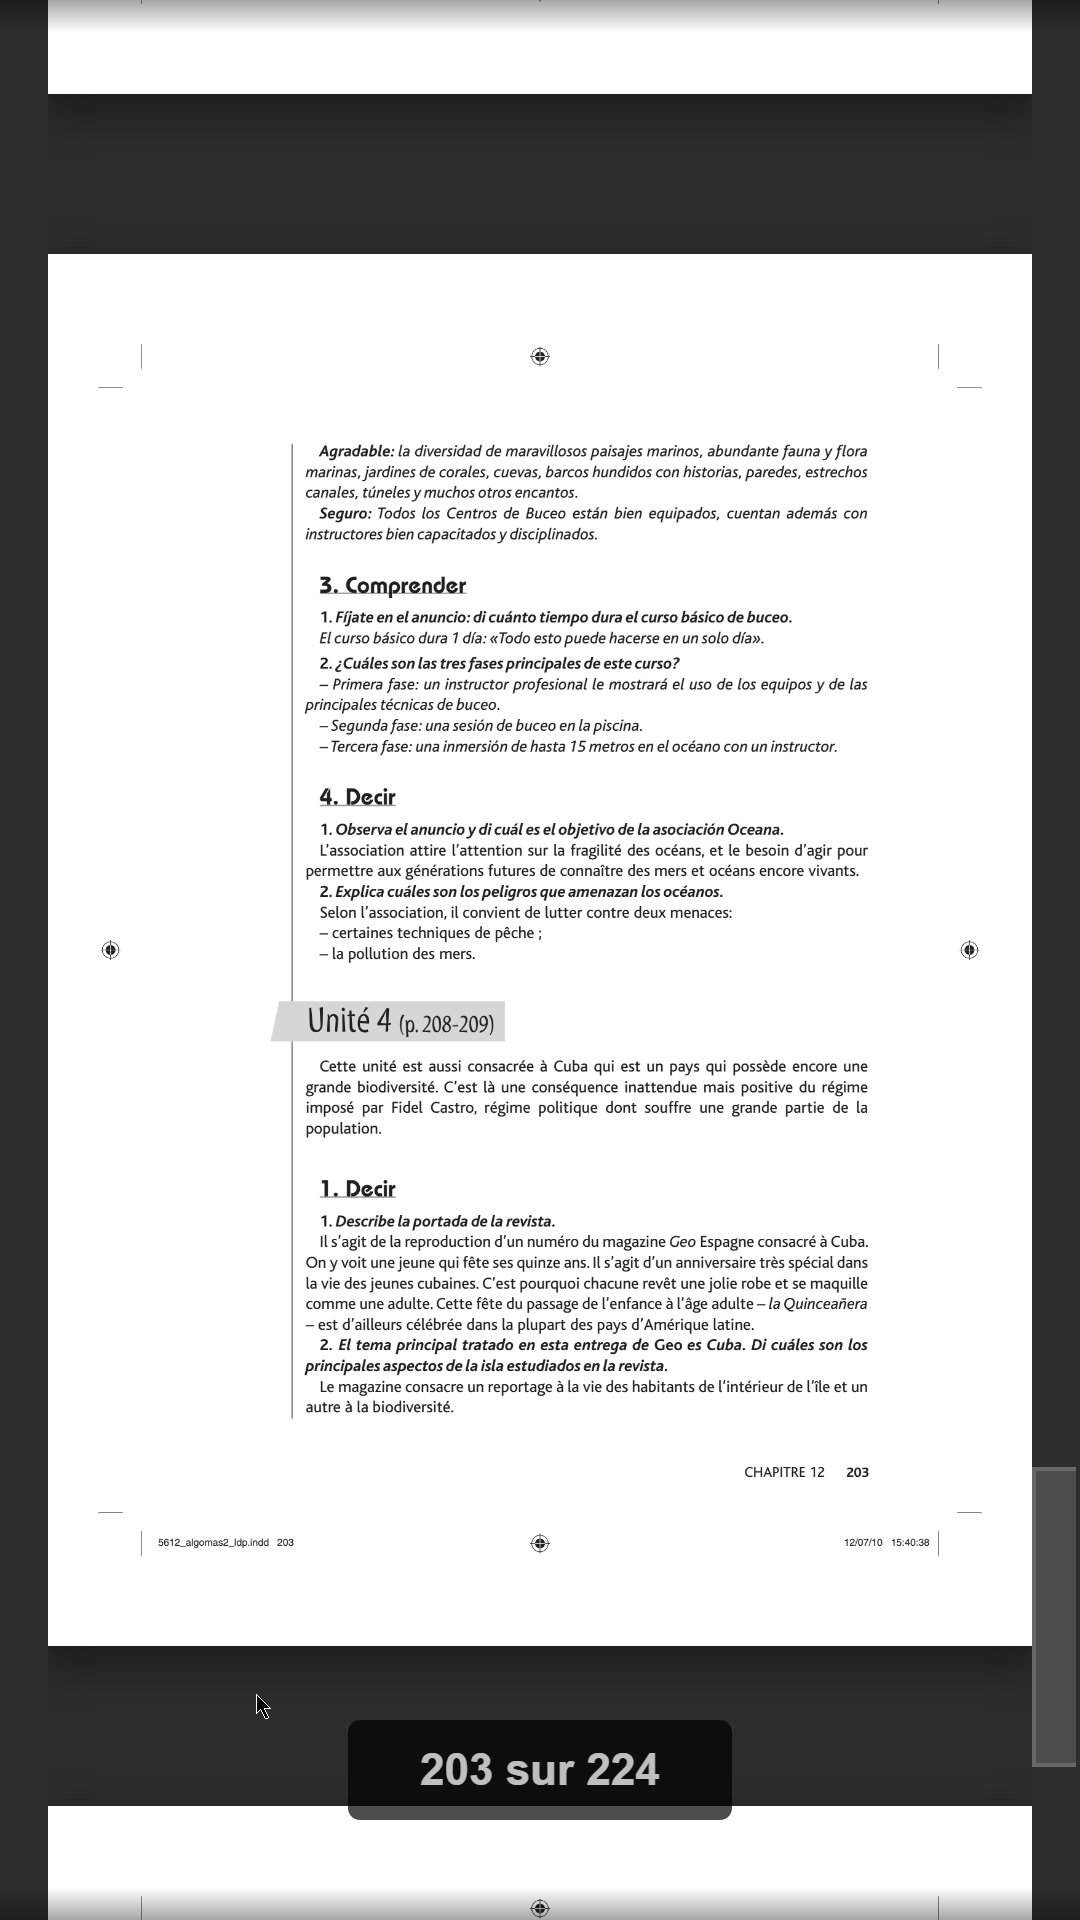 Agradable: la diversidad de maravillosos paisajes marinos, abundante fauna y flora
marinas, jardines de corales, cuevas, barcos hundidos con historias, paredes, estrechos
canales, túneles y muchos otros encantos.
Seguro: Todos los Centros de Buceo están bien equipados, cuentan además con
instructores bien capacitados y disciplinados.
3. Comprender
1. Fíjate en el anuncio: di cuánto tiempo dura el curso básico de buceo.
El curso básico dura 1 día: «Todo esto puede hacerse en un solo día».
2. ¿Cuáles son las tres fases principales de este curso?
– Primera fase: un instructor profesional le mostrará el uso de los equipos y de las
principales técnicas de buceo.
– Segunda fase: una sesión de buceo en la piscina.
– Tercera fase: una inmersión de hasta 15 metros en el océano con un instructor.
4. Decir
1. Observa el anuncio y di cuál es el objetivo de la asociación Oceana.
L’association attire l’attention sur la fragilité des océans, et le besoin d’agir pour
permettre aux générations futures de connaître des mers et océans encore vivants.
2. Explica cuáles son los peligros que amenazan los océanos.
Selon l’association, il convient de lutter contre deux menaces:
– certaines techniques de pêche ;
– la pollution des mers.
Unité 4 (p. 208-209)
Cette unité est aussi consacrée à Cuba qui est un pays qui possède encore une
grande biodiversité. C’est là une conséquence inattendue mais positive du régime
imposé par Fidel Castro, régime politique dont souffre une grande partie de la
population.
1. Decir
1. Describe la portada de la revista.
Il s’agit de la reproduction d’un numéro du magazine Geo Espagne consacré à Cuba.
On y voit une jeune qui fête ses quinze ans. Il s’agit d’un anniversaire très spécial dans
la vie des jeunes cubaines. C’est pourquoi chacune revêt une jolie robe et se maquille
comme une adulte. Cette fête du passage de l’enfance à l’âge adulte – la Quinceañera
– est d’ailleurs célébrée dans la plupart des pays d’Amérique latine.
2. El tema principal tratado en esta entrega de Geo es Cuba. Di cuáles son los
principales aspectos de la isla estudiados en la revista.
Le magazine consacre un reportage à la vie des habitants de l’intérieur de l’île et un
autre à la biodiversité.
CHAPITRE 12 203
5612_algomas2_ldp.indd 203 12/07/10 15:40:38
203 sur 224